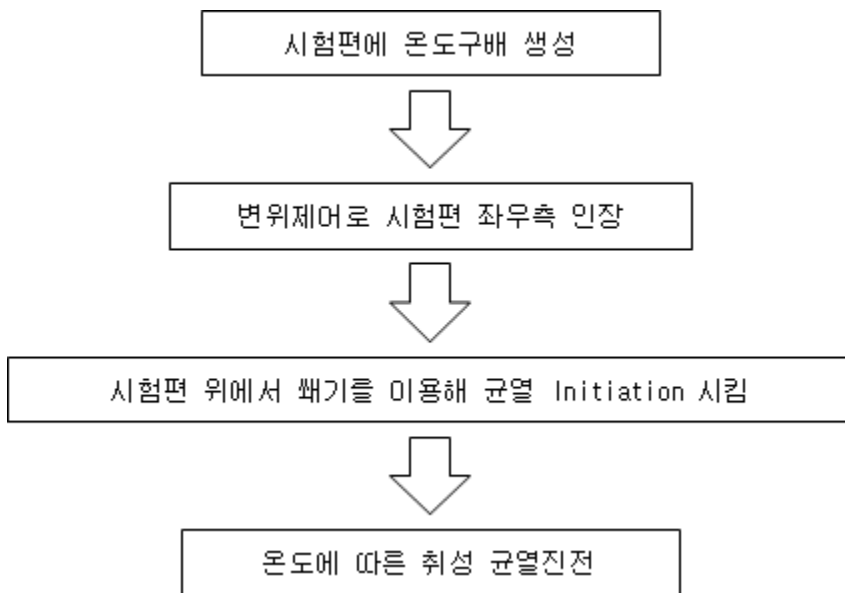 시험편에 온도구배 생성
변위제어로 시험편 좌우측 인장
시험편 위에서 쐐기를 이용해 균열 Initiation 시킴
온도에 따른 취성 균열진전